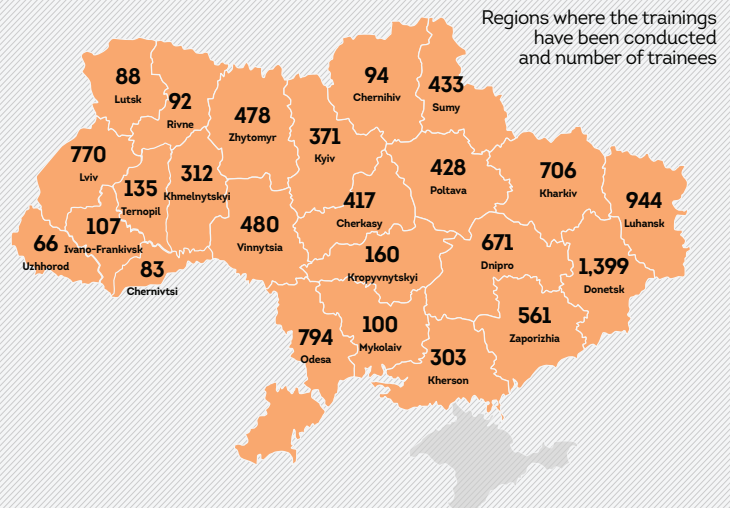 Regions where the trainings
have been conducted
and number of trainees
88
Lutsk
92
Rivne
478
Zhytomyr
371
Kyiv
94
Chernihiv
433
Sumy
770
Lviv
135
Ternopil
312
Khmelnytskyi
417
Cherkasy
428
Poltava
706
Kharkiv
944
Luhansk
66
Uzhhorod
107
Ivano-Frankivsk
83
Chernivtsi
480
Vinnytsia
160
Kropyvnytskyi
671
Dnipro
1,399
Donetsk
794
Odesa
100
Mykolaiv
303
Kherson
561
Zaporizhia